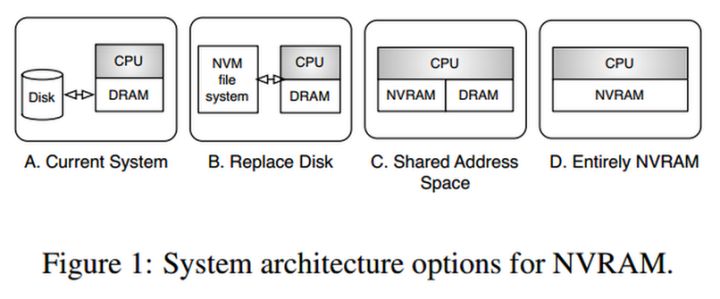 Disk
CPU
DRAM
A. Current System
NVM
file
system
CPU
DRAM
B. Replace Disk
CPU
NVRAM DRAM
C. Shared Address
Space
CPU
NVRAM
D. Entirely NVRAM
Figure 1: System architecture options for NVRAM.